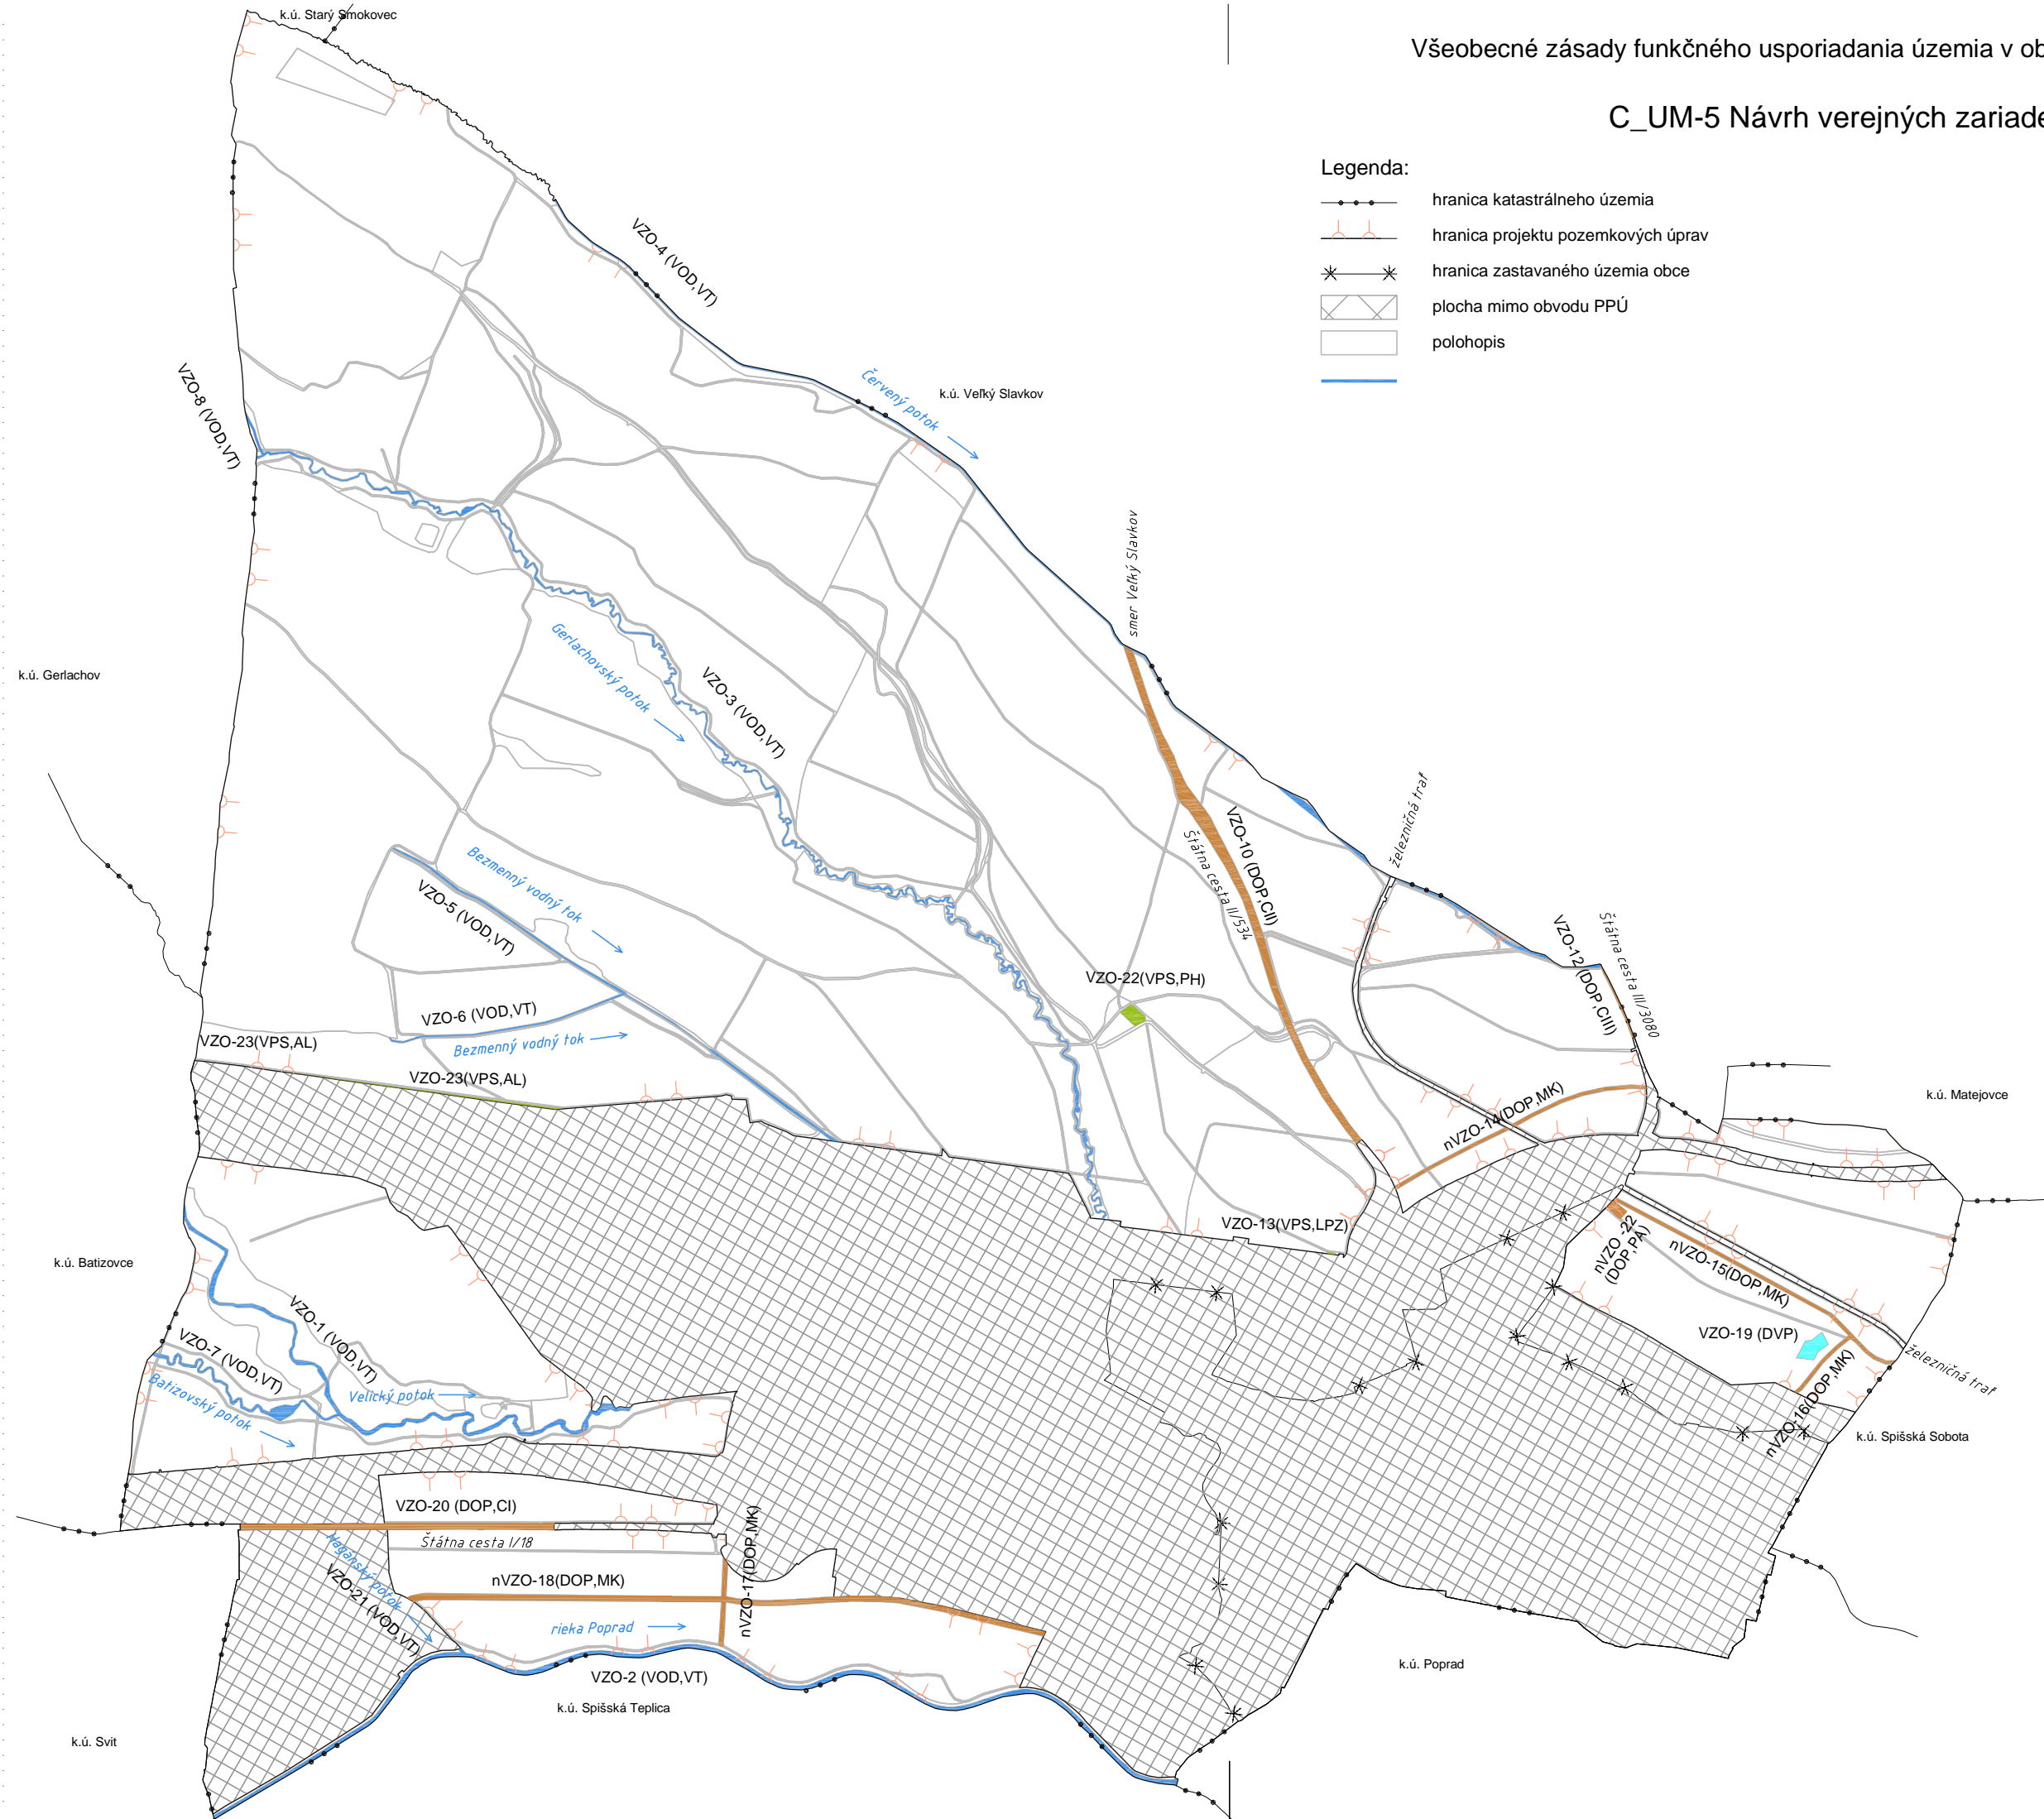 k.ú. Starý Smokovec
Všeobecné zásady funkčného usporiadania územia v ob
C_UM-5 Návrh verejných zariade
Legenda:
hranica katastrálneho územia
hranica projektu pozemkových úprav
hranica zastavaného územia obce
plocha mimo obvodu PPÚ
polohopis
VZO-4 (VOD,VT)
VZO-8 (VOD,VT)
Červený potok
k.ú. Veľký Slavkov
smer Veľký Slavkov
Gerlachovský potok
VZO-3 (VOD,VT)
k.ú. Gerlachov
železničná trať
VZO-10 (DOP,CII)
Štátna cesta II/534
Bezmenný vodný tok
VZO-5 (VOD,VT)
VZO-12 (DOP,CIII)
Štátna cesta III/3080
VZO-22(VPS,PH)
VZO-6 (VOD,VT)
Bezmenný vodný tok
VZO-23(VPS,AL)
VZO-23(VPS,AL)
nVZO-14(DOP,MK)
k.ú. Matejovce
VZO-13(VPS,LPZ)
nVZO -22
(DOP,PA)
nVZO-15(DOP,MK)
k.ú. Batizovce
VZO-1 (VOD,VT)
VZO-7 (VOD,VT)
Velický potok
Batizovský potok
VZO-19 (DVP)
železničná trať
nVZO-16(DOP,MK)
k.ú. Spišská Sobota
VZO-20 (DOP,CI)
Štátna cesta I/18
Hagánský potok
VZO-21 (VOD,VT)
nVZO-18(DOP,MK)
nVZO-17(DOP,MK)
rieka Poprad
VZO-2 (VOD,VT)
k.ú. Poprad
k.ú. Spišská Teplica
k.ú. Svit